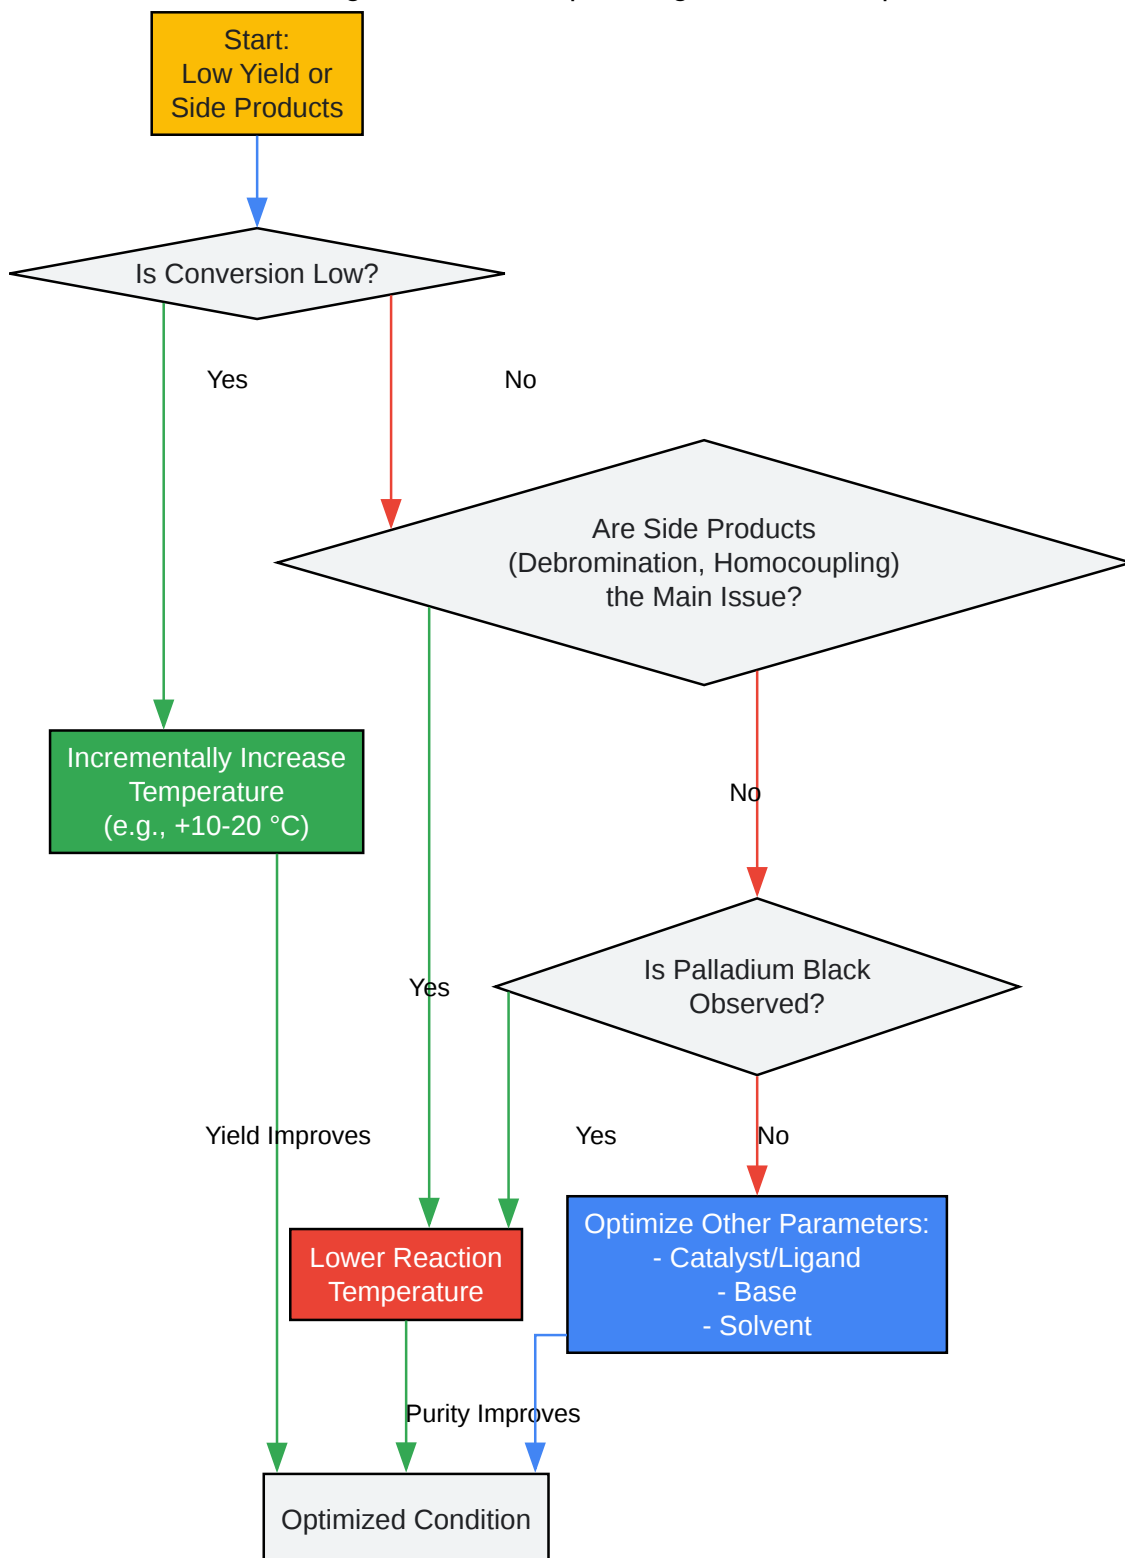 Start:
Low Yield or
Side Products
Is Conversion Low?
Yes
No
Are Side Products
(Debromination, Homocoupling)
the Main Issue?
Incrementally Increase
Temperature
(e.g., +10-20 °C)
No
Is Palladium Black
Observed?
Yes
Yield Improves
Yes
No
Lower Reaction
Temperature
Optimize Other Parameters:
- Catalyst/Ligand
- Base
- Solvent
Purity Improves
Optimized Condition